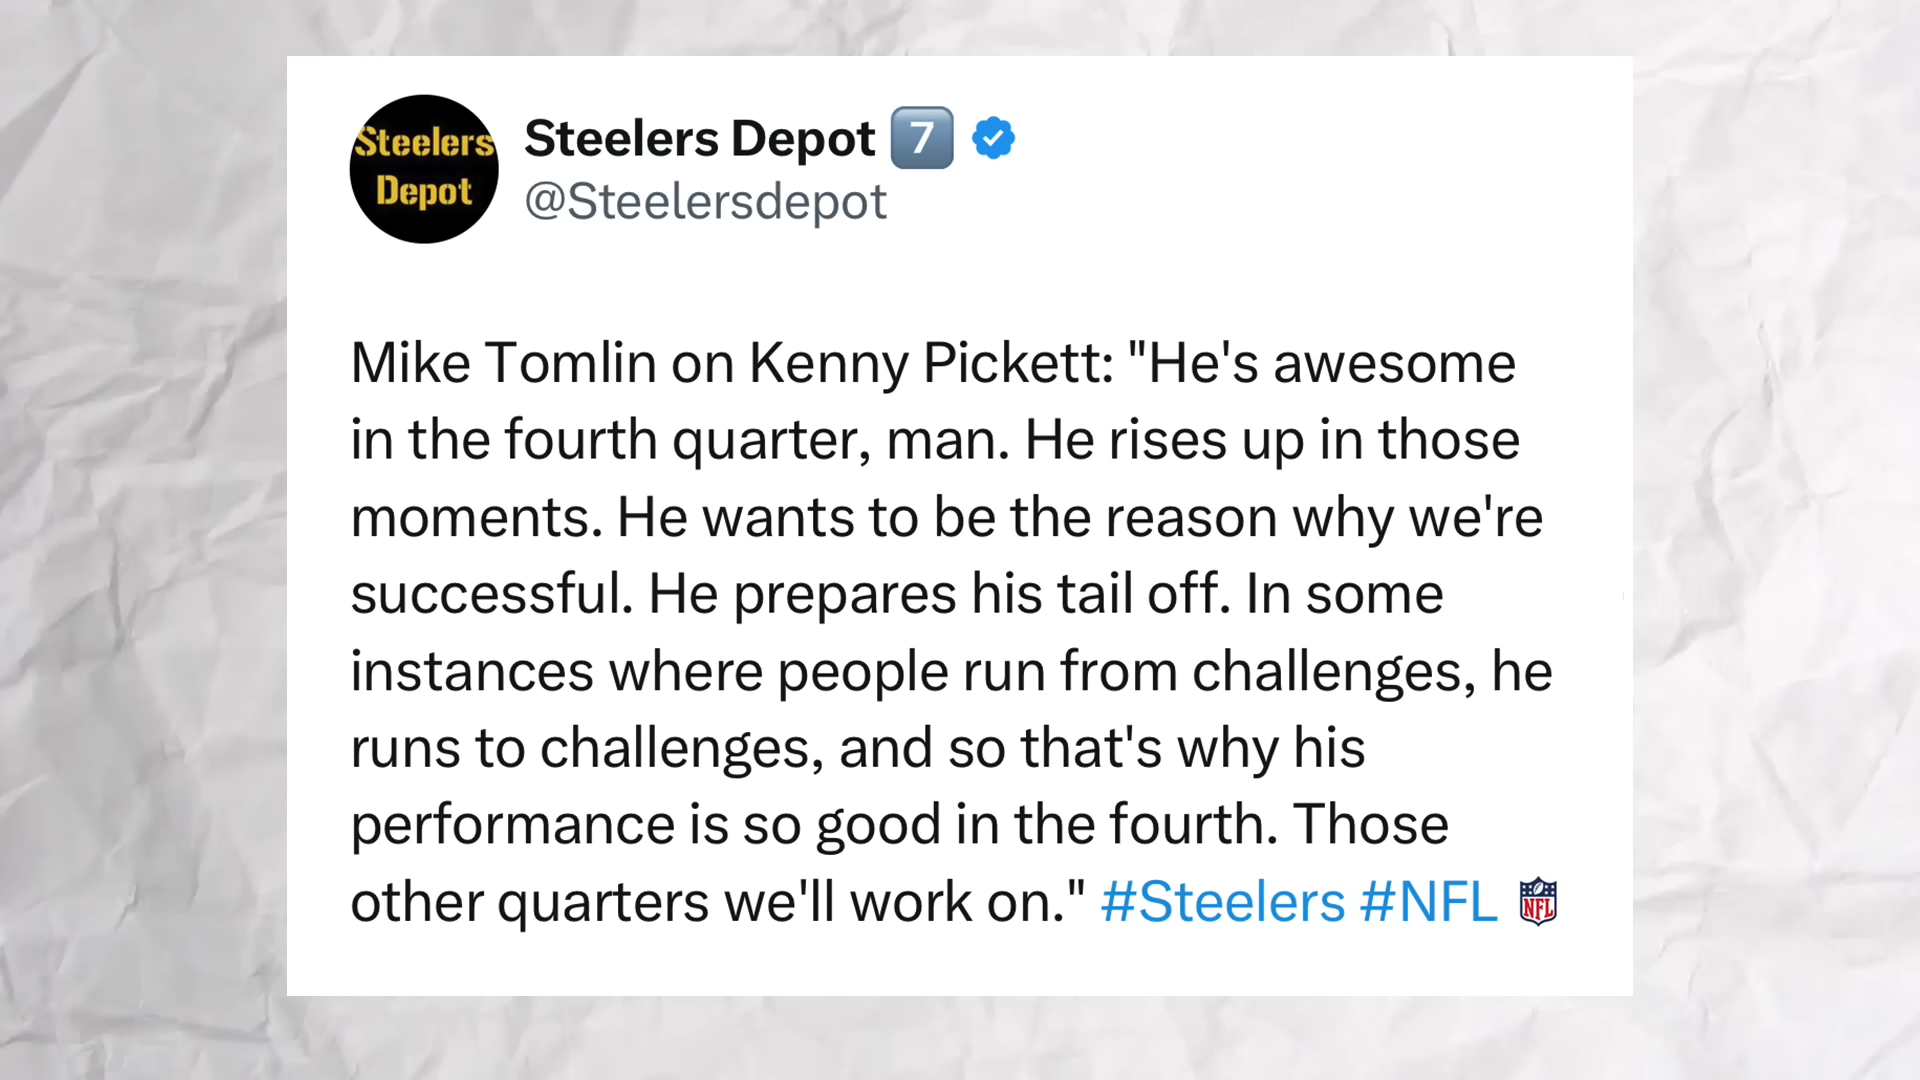 Steelers
Depot
Steelers Depot 7️⃣
@Steelersdepot
Mike Tomlin on Kenny Pickett: "He's awesome
in the fourth quarter, man. He rises up in those
moments. He wants to be the reason why we're
successful. He prepares his tail off. In some
instances where people run from challenges, he
runs to challenges, and so that's why his
performance is so good in the fourth. Those
other quarters we'll work on." #Steelers #NFL
NFL